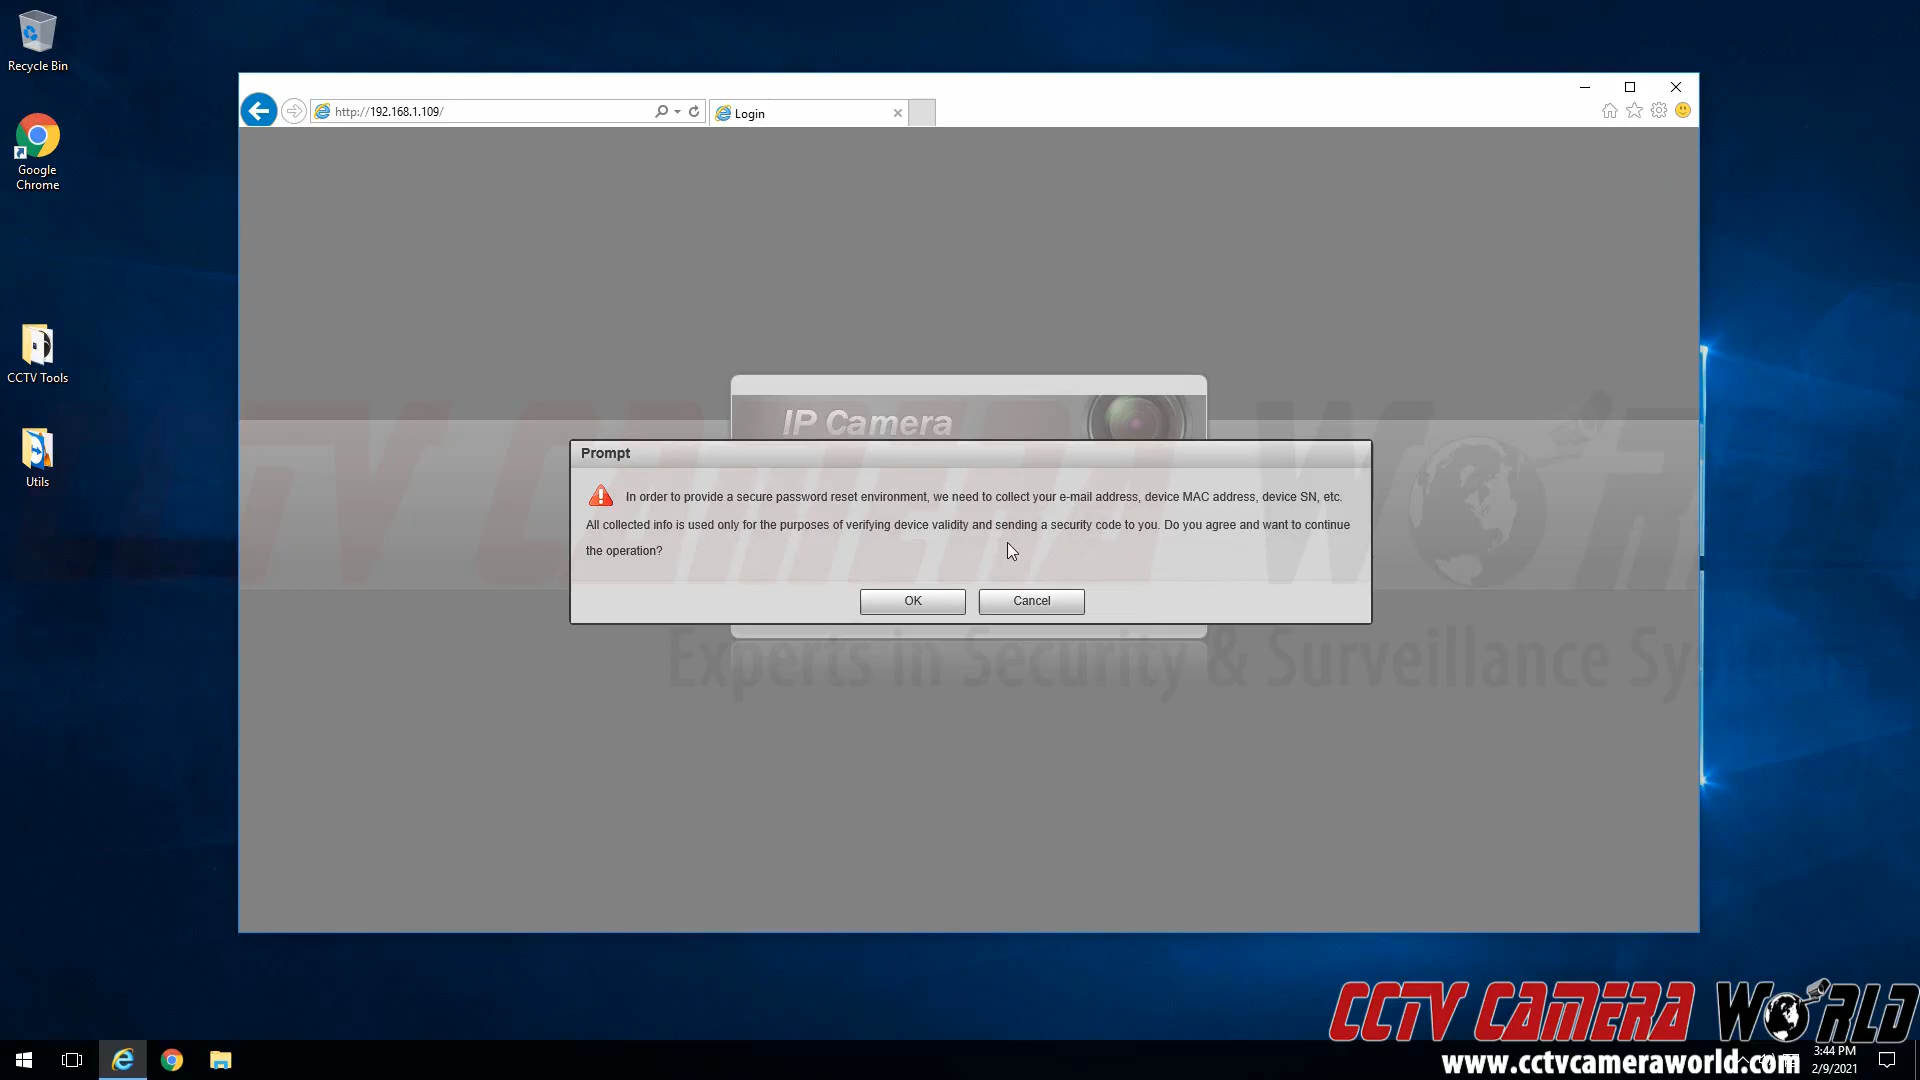 Recycle Bin
Google
Chrome
CCTV Tools
Utils
http://192.168.1.109/
Login
IP Camera
Prompt
In order to provide a secure password reset environment, we need to collect your e-mail address, device MAC address, device SN, etc.
All collected info is used only for the purposes of verifying device validity and sending a security code to you. Do you agree and want to continue
the operation?
OK
Cancel
CCTV CAMERA WORLD
Experts in Security & Surveillance Sy
CCTV CAMERA WORLD
www.cctvcameraworld.com
3:44 PM
2/9/2021